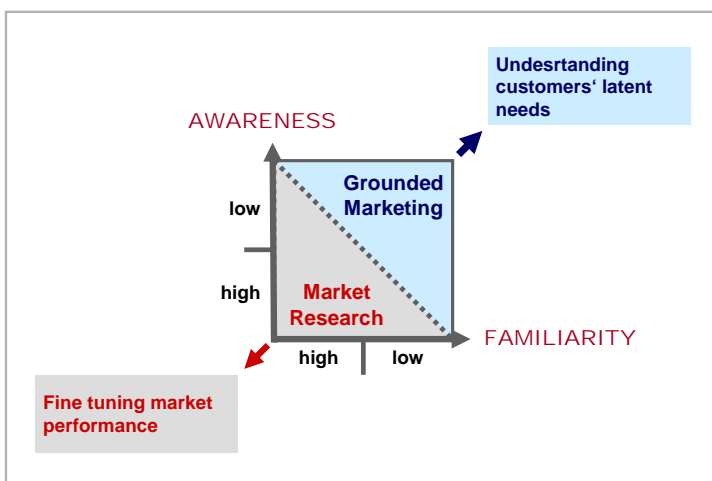 Undesrtanding
customers‘ latent
needs
AWARENESS
Grounded
Marketing
low
high
Market
Research
FAMILIARITY
high
low
Fine tuning market
performance